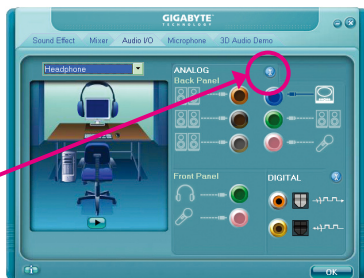 GIGABYTE
TECHNOLOGY
Sound Effect
Mixer
Audio I/O
Microphone
3D Audio Demo
Headphone
ANALOG
Back Panel
Front Panel
DIGITAL
OK